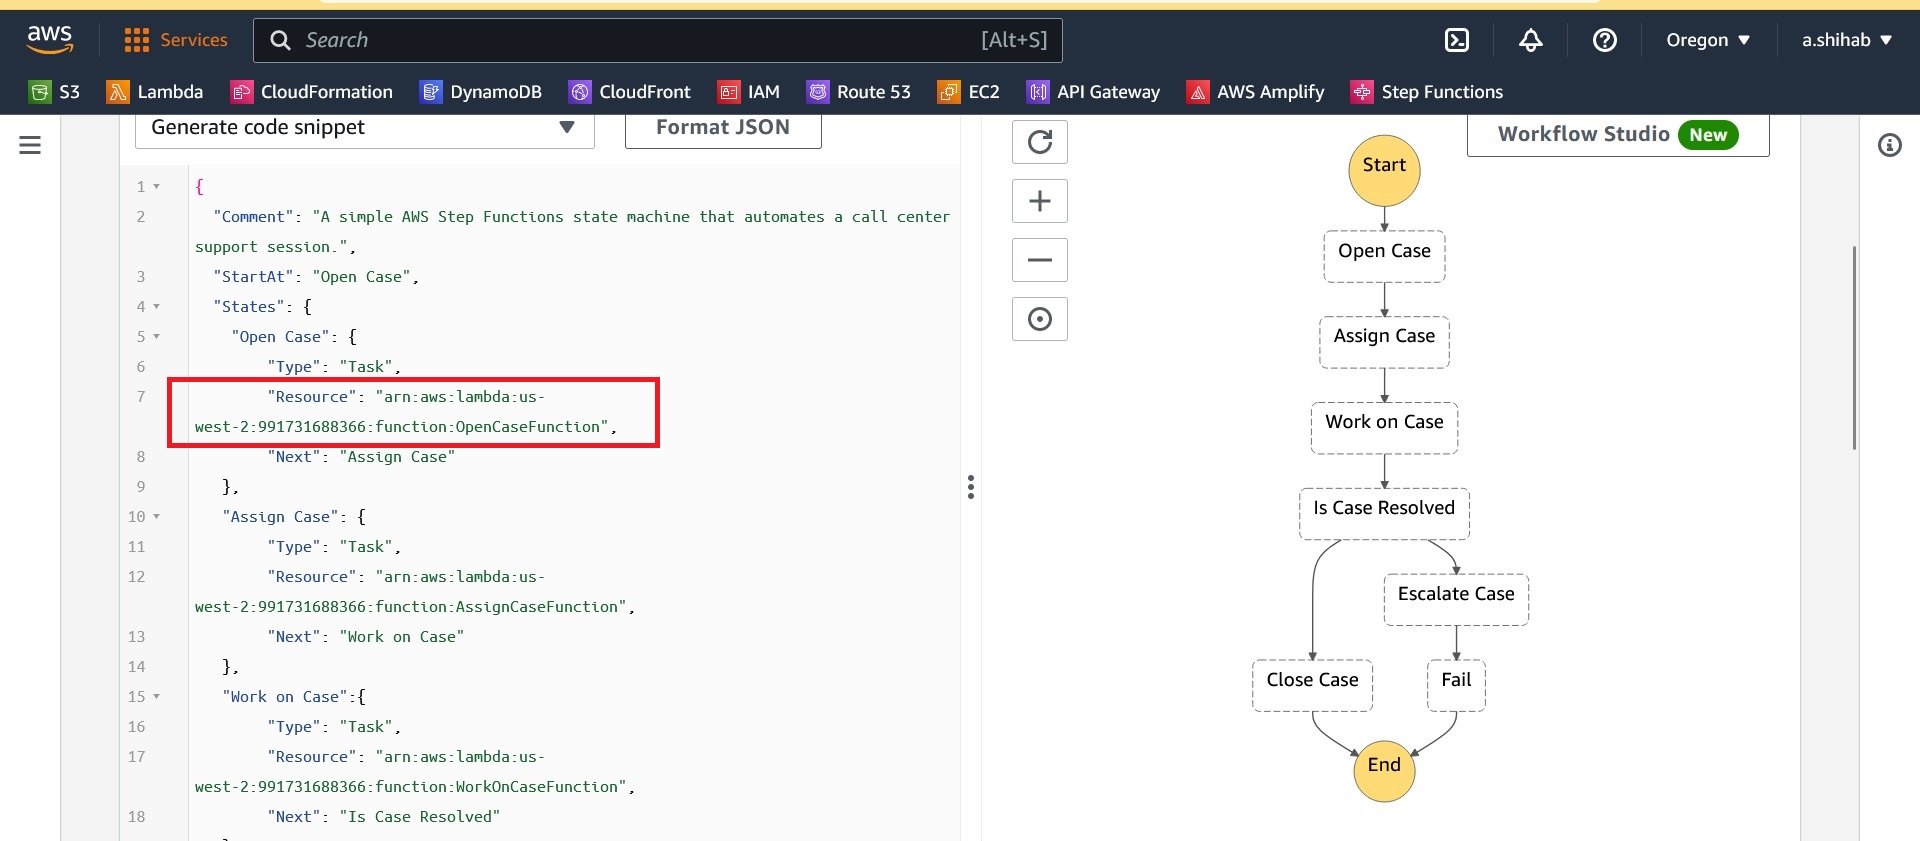 aws
Services
Search
[Alt+S]
Oregon
a.shihab
S3
Lambda
CloudFormation
DynamoDB
CloudFront
IAM
Route 53
EC2
API Gateway
AWS Amplify
Step Functions
Generate code snippet
Format JSON
1 {
2 "Comment": "A simple AWS Step Functions state machine that automates a call center
support session.",
3 "StartAt": "Open Case",
4 "States": {
5 "Open Case": {
6 "Type": "Task",
7 "Resource": "arn:aws:lambda:us-
west-2:991731688366:function:OpenCaseFunction",
8 "Next": "Assign Case"
9 },
10 "Assign Case": {
11 "Type": "Task",
12 "Resource": "arn:aws:lambda:us-
west-2:991731688366:function:AssignCaseFunction",
13 "Next": "Work on Case"
14 },
15 "Work on Case":{
16 "Type": "Task",
17 "Resource": "arn:aws:lambda:us-
west-2:991731688366:function:WorkOnCaseFunction",
18 "Next": "Is Case Resolved"
Workflow Studio New
Start
Open Case
Assign Case
Work on Case
Is Case Resolved
Escalate Case
Close Case
Fail
End